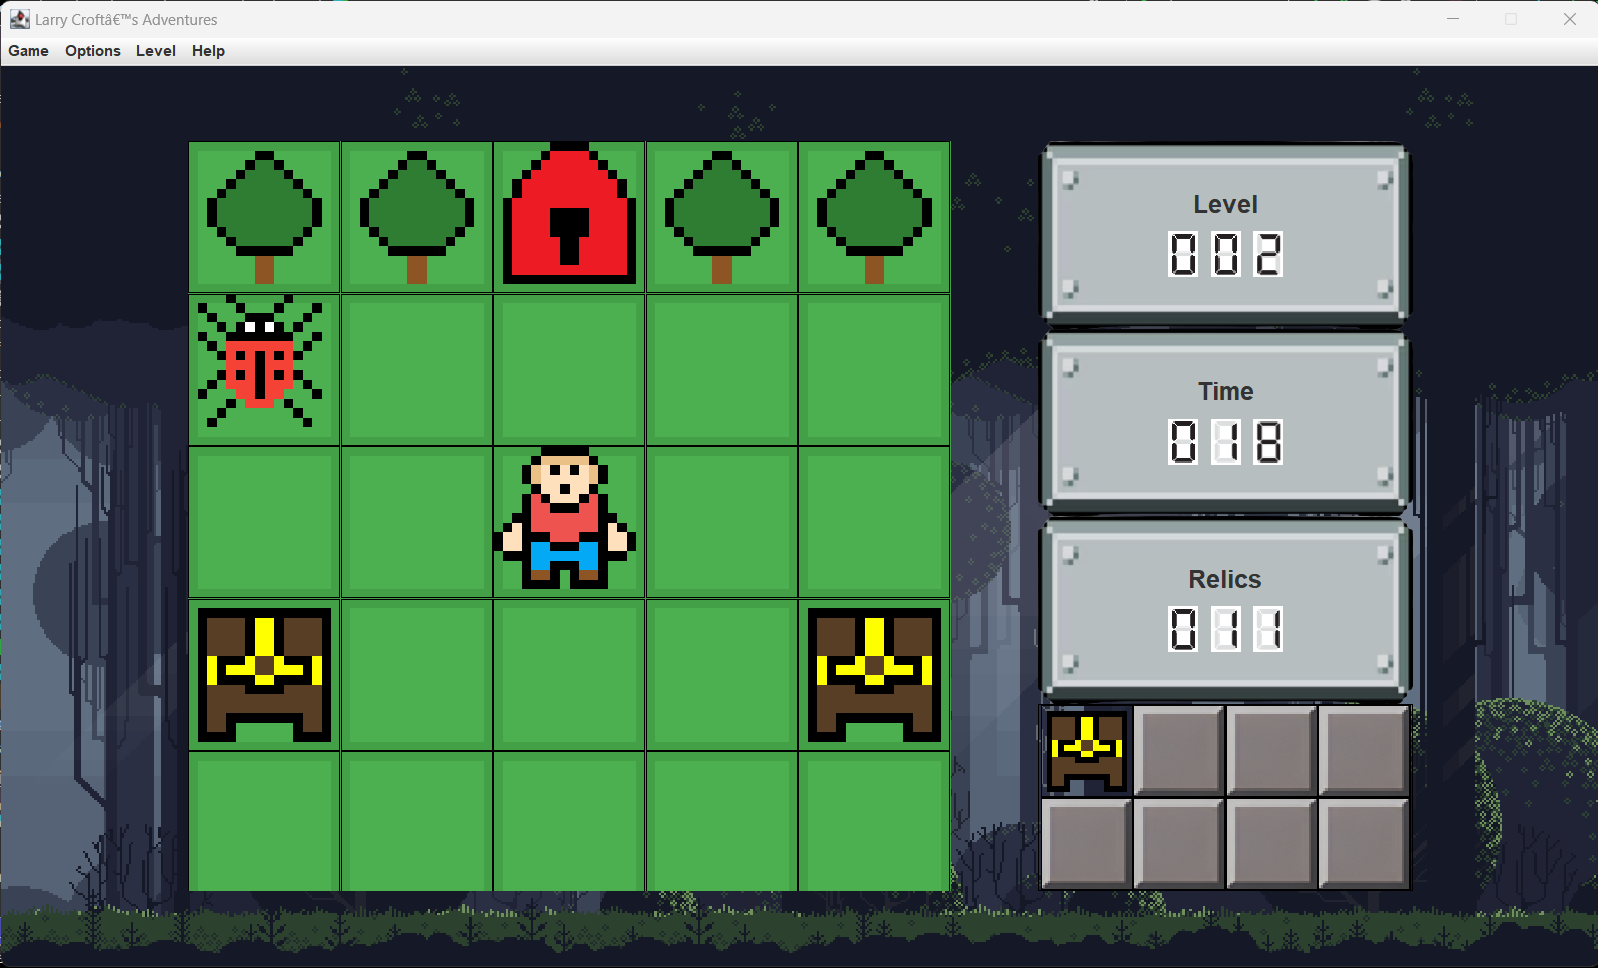 Larry Croftâ€™s Adventures
Game Options Level Help
Level
002
Time
018
Relics
011